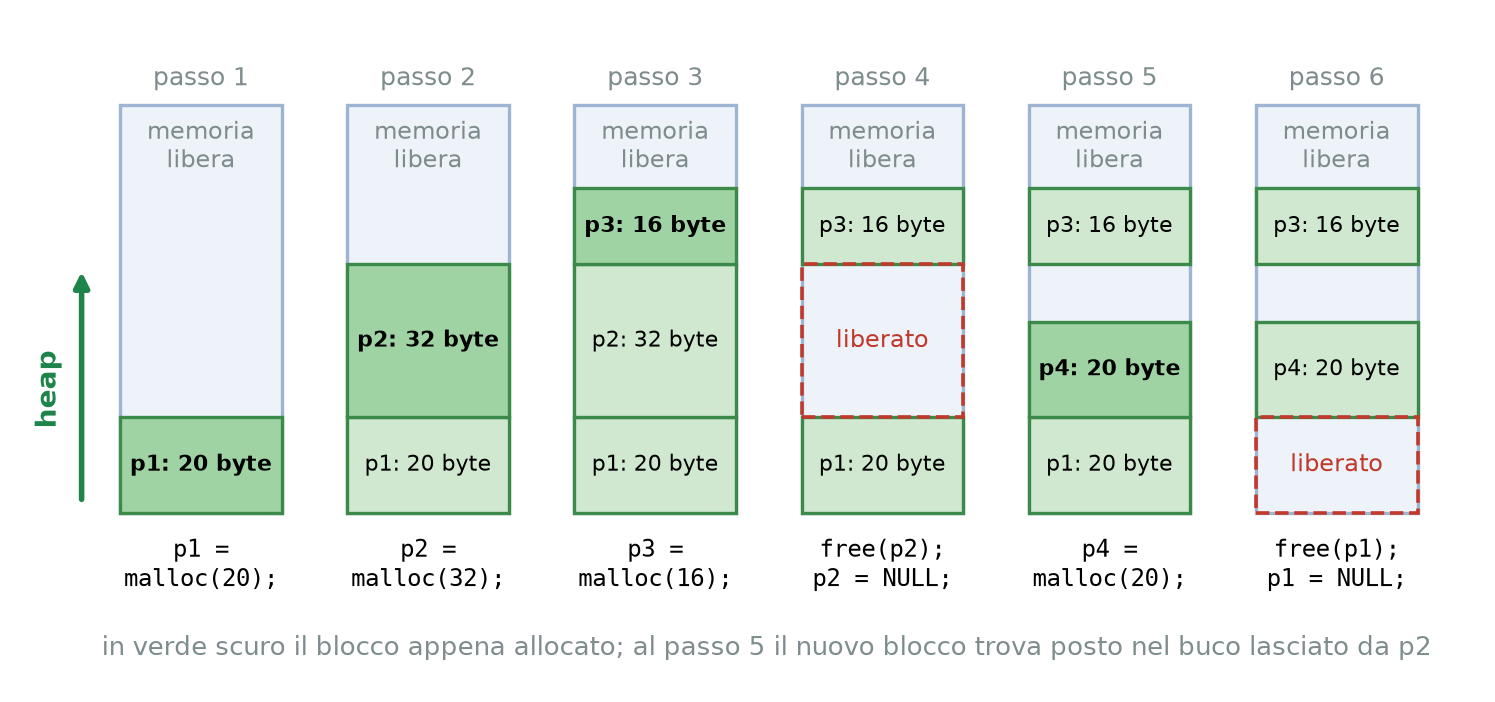 passo 1
memoria
libera
p1: 20 byte
p1 =
malloc(20);
passo 2
memoria
libera
p2: 32 byte
p1: 20 byte
p2 =
malloc(32);
passo 3
memoria
libera
p3: 16 byte
p2: 32 byte
p1: 20 byte
p3 =
malloc(16);
passo 4
memoria
libera
p3: 16 byte
liberato
p1: 20 byte
free(p2);
p2 = NULL;
passo 5
memoria
libera
p3: 16 byte
p4: 20 byte
p1: 20 byte
p4 =
malloc(20);
passo 6
memoria
libera
p3: 16 byte
p4: 20 byte
liberato
free(p1);
p1 = NULL;
heap
in verde scuro il blocco appena allocato; al passo 5 il nuovo blocco trova posto nel buco lasciato da p2